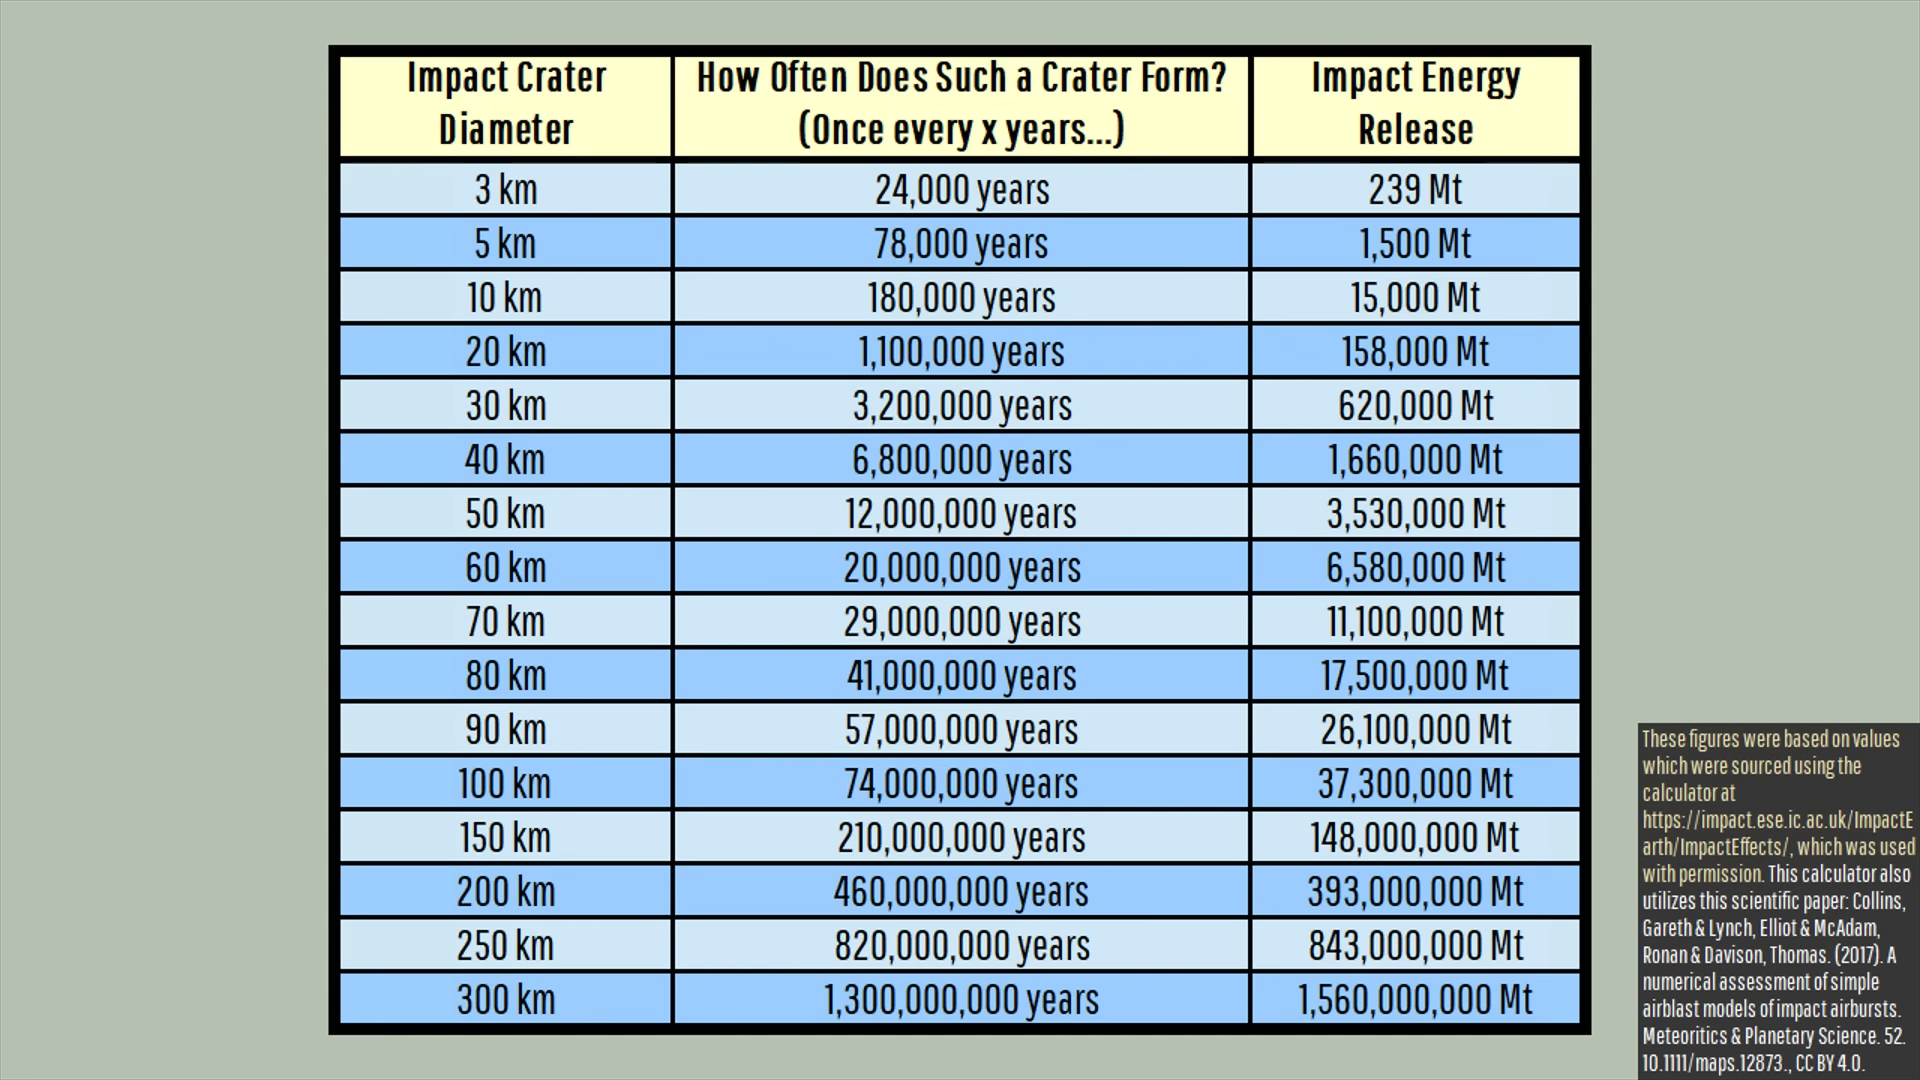 Impact Crater Diameter | How Often Does Such a Crater Form? (Once every x years...) | Impact Energy Release
3 km | 24,000 years | 239 Mt
5 km | 78,000 years | 1,500 Mt
10 km | 180,000 years | 15,000 Mt
20 km | 1,100,000 years | 158,000 Mt
30 km | 3,200,000 years | 620,000 Mt
40 km | 6,800,000 years | 1,660,000 Mt
50 km | 12,000,000 years | 3,530,000 Mt
60 km | 20,000,000 years | 6,580,000 Mt
70 km | 29,000,000 years | 11,100,000 Mt
80 km | 41,000,000 years | 17,500,000 Mt
90 km | 57,000,000 years | 26,100,000 Mt
100 km | 74,000,000 years | 37,300,000 Mt
150 km | 210,000,000 years | 148,000,000 Mt
200 km | 460,000,000 years | 393,000,000 Mt
250 km | 820,000,000 years | 843,000,000 Mt
300 km | 1,300,000,000 years | 1,560,000,000 Mt
These figures were based on values
which were sourced using the
calculator at
https://impact.ese.ic.ac.uk/ImpactE
arth/ImpactEffects/, which was used
with permission. This calculator also
utilizes this scientific paper: Collins,
Gareth & Lynch, Elliot & McAdam,
Ronan & Davison, Thomas. (2017). A
numerical assessment of simple
airblast models of impact airbursts.
Meteoritics & Planetary Science. 52.
10.1111/maps.12873., CC BY 4.0.